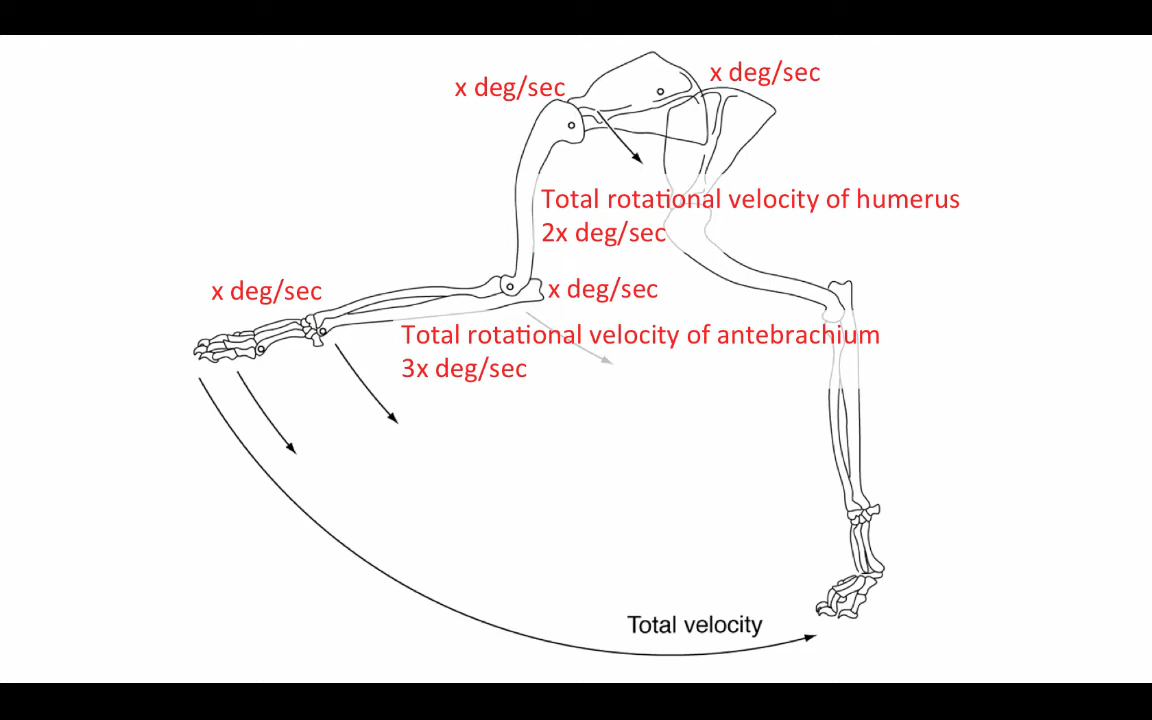 x deg/sec
x deg/sec
Total rotational velocity of humerus
2x deg/sec
x deg/sec
x deg/sec
Total rotational velocity of antebrachium
3x deg/sec
Total velocity